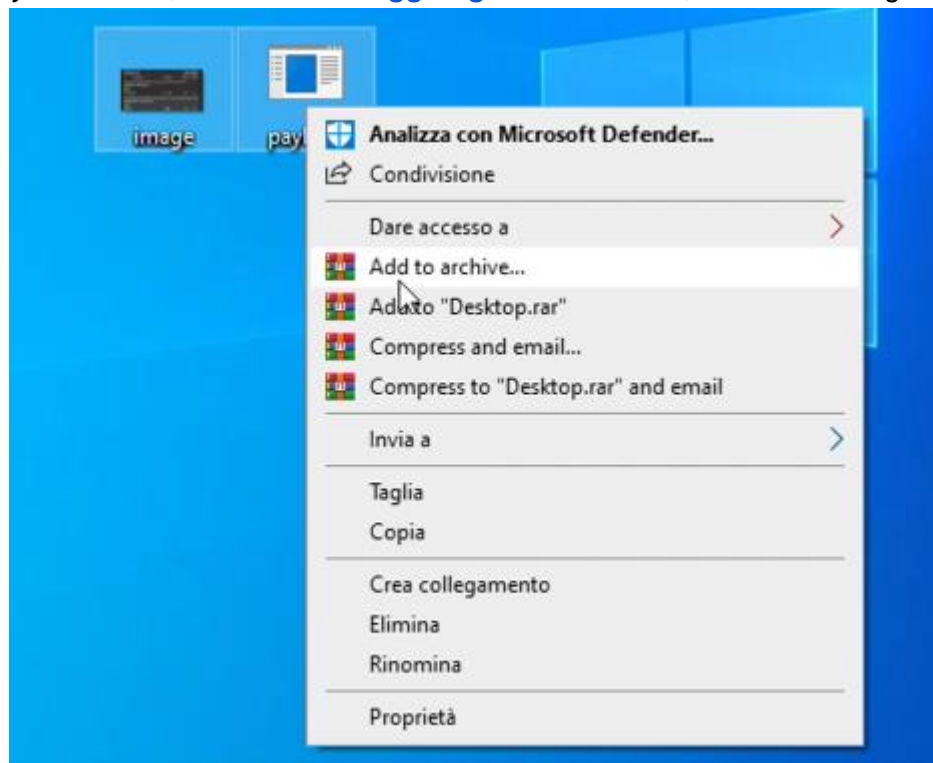 image
Analizza con Microsoft Defender...
Condivisione
Dare accesso a
Add to archive...
Add to "Desktop.rar"
Compress and email...
Compress to "Desktop.rar" and email
Invia a
Taglia
Copia
Crea collegamento
Elimina
Rinomina
Proprietà